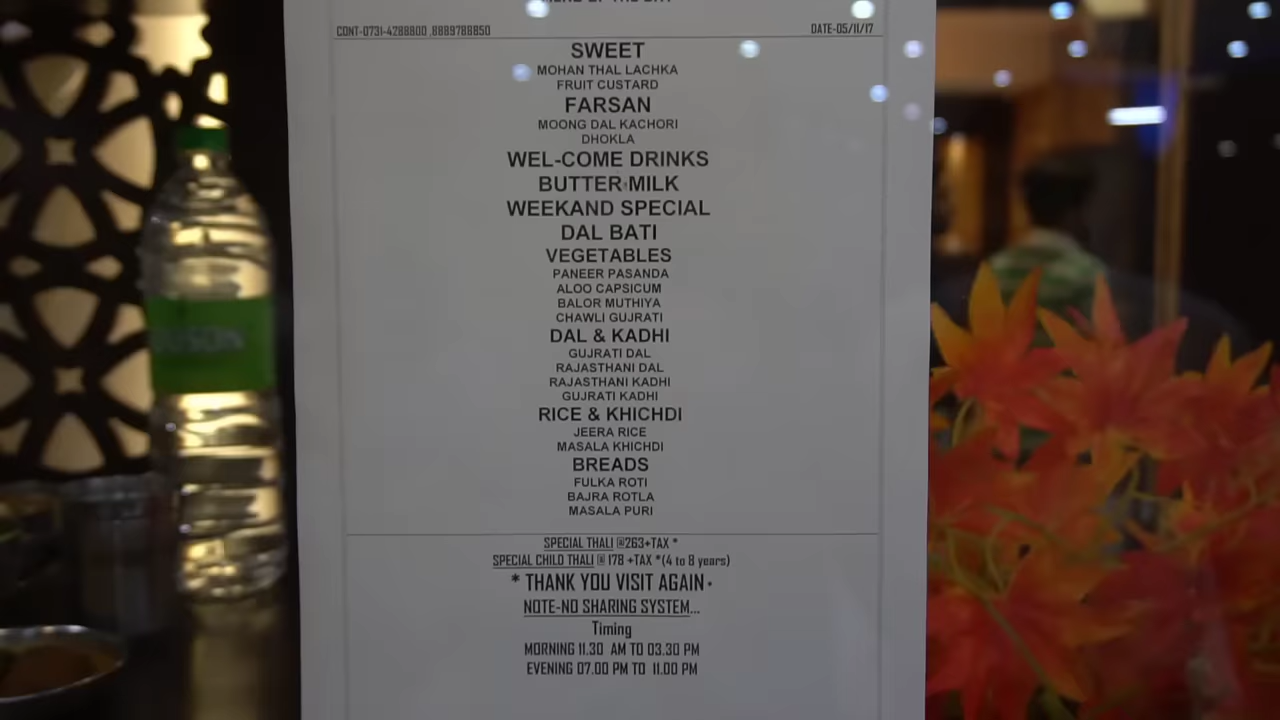 MENU OF THE DAY
CONT-0731-4288800 ,8889788850 DATE-05/11/17
SWEET
MOHAN THAL LACHKA
FRUIT CUSTARD
FARSAN
MOONG DAL KACHORI
DHOKLA
WEL-COME DRINKS
BUTTER MILK
WEEKAND SPECIAL
DAL BATI
VEGETABLES
PANEER PASANDA
ALOO CAPSICUM
BALOR MUTHIYA
CHAWLI GUJRATI
DAL & KADHI
GUJRATI DAL
RAJASTHANI DAL
RAJASTHANI KADHI
GUJRATI KADHI
RICE & KHICHDI
JEERA RICE
MASALA KHICHDI
BREADS
FULKA ROTI
BAJRA ROTLA
MASALA PURI
SPECIAL THALI @263+TAX *
SPECIAL CHILD THALI @ 178 +TAX *(4 to 8 years)
* THANK YOU VISIT AGAIN *
NOTE-NO SHARING SYSTEM...
Timing
MORNING 11.30 AM TO 03.30 PM
EVENING 07.00 PM TO 11.00 PM